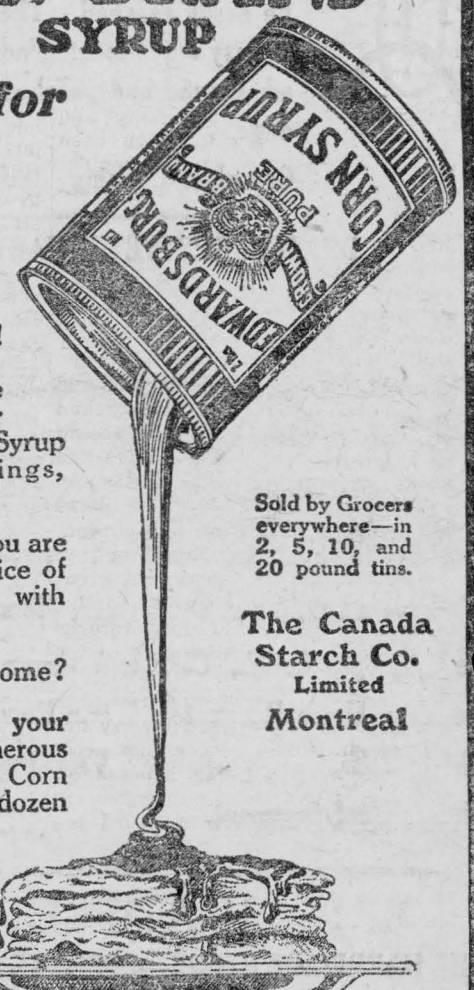 SYRUP
for
EDWARDSBURG
CROWN BRAND
PURE
CORN SYRUP
Syrup
ings,
ou are
ice of
with
ome?
your
nerous
Corn
dozen
Sold by Grocers
everywhere—in
2, 5, 10, and
20 pound tins.
The Canada
Starch Co.
Limited
Montreal